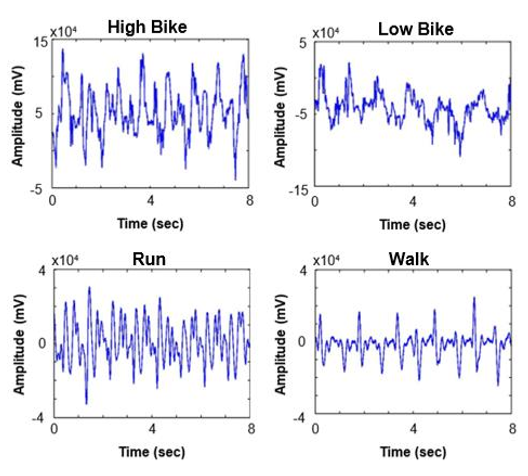 High Bike
x10⁴
15
5
-5
Amplitude (mV)
0
4
8
Time (sec)
Low Bike
x10⁴
5
-5
-15
Amplitude (mV)
0
4
8
Time (sec)
Run
x10⁴
4
0
-4
Amplitude (mV)
0
4
8
Time (sec)
Walk
x10⁴
4
0
-4
Amplitude (mV)
0
4
8
Time (sec)